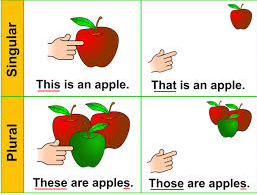 Singular
This is an apple.
That is an apple.
Plural
These are apples.
Those are apples.